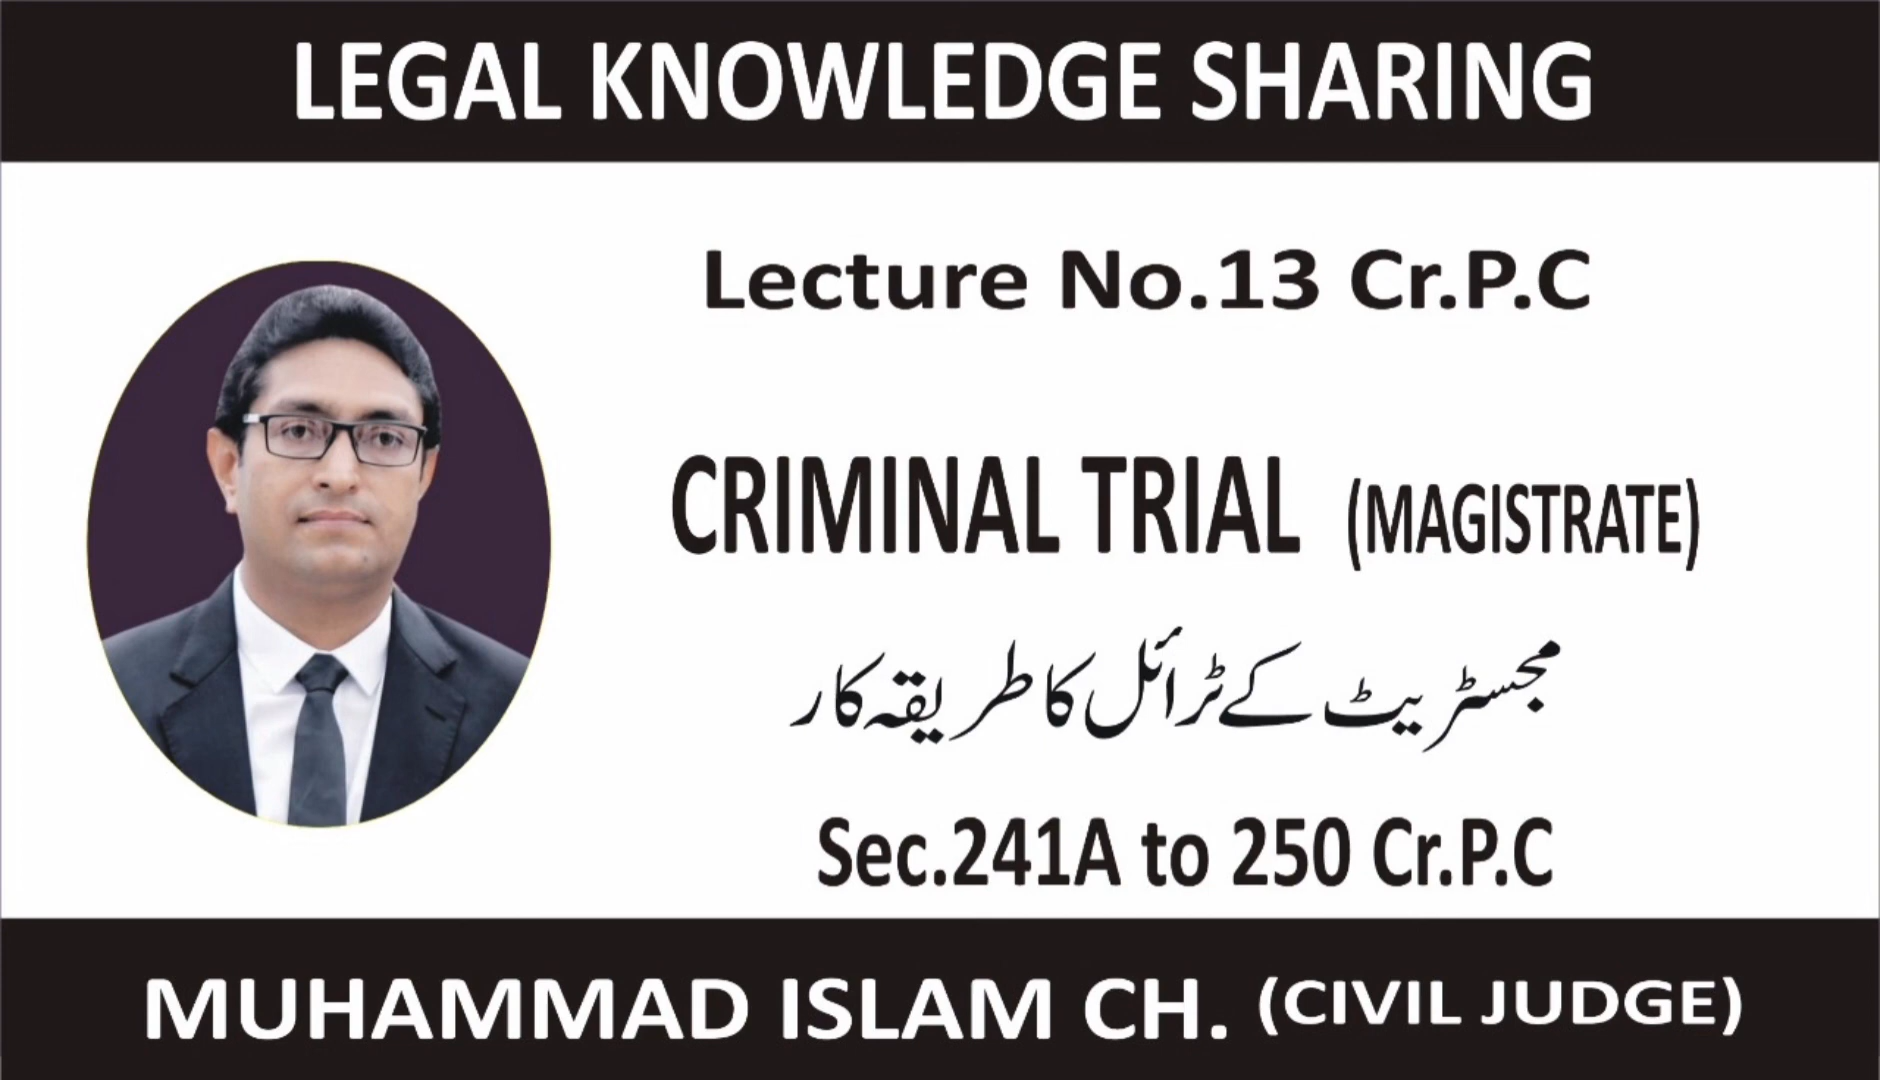 LEGAL KNOWLEDGE SHARING
Lecture No.13 Cr.P.C
CRIMINAL TRIAL (MAGISTRATE)
مجسٹریٹ کے ٹرائل کا طریقہ کار
Sec.241A to 250 Cr.P.C
MUHAMMAD ISLAM CH. (CIVIL JUDGE)